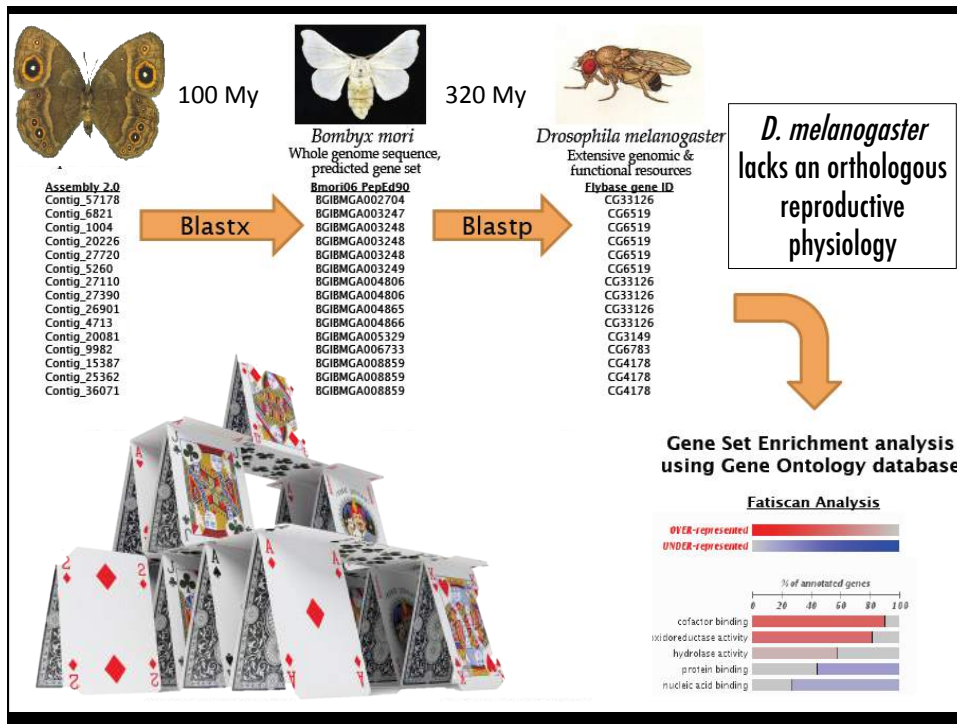 100 My
320 My
Bombyx mori
Whole genome sequence,
predicted gene set
Drosophila melanogaster
Extensive genomic &
functional resources
D. melanogaster
lacks an orthologous
reproductive
physiology
Assembly 2.0
Contig_57178
Contig_6821
Contig_1004
Contig_20226
Contig_27720
Contig_5260
Contig_27110
Contig_27390
Contig_26901
Contig_4713
Contig_20081
Contig_9982
Contig_15387
Contig_25362
Contig_36071
Blastx
Bmori06 PepEd90
BGIBMGA002704
BGIBMGA003247
BGIBMGA003248
BGIBMGA003248
BGIBMGA003248
BGIBMGA003249
BGIBMGA004806
BGIBMGA004806
BGIBMGA004865
BGIBMGA004866
BGIBMGA005329
BGIBMGA006733
BGIBMGA008859
BGIBMGA008859
BGIBMGA008859
Blastp
Flybase gene ID
CG33126
CG6519
CG6519
CG6519
CG6519
CG6519
CG33126
CG33126
CG33126
CG33126
CG3149
CG6783
CG4178
CG4178
CG4178
Gene Set Enrichment analysis
using Gene Ontology database
Fatiscan Analysis
OVER-represented
UNDER-represented
% of annotated genes
0 20 40 60 80 100
cofactor binding
oxidoreductase activity
hydrolase activity
protein binding
nucleic acid binding